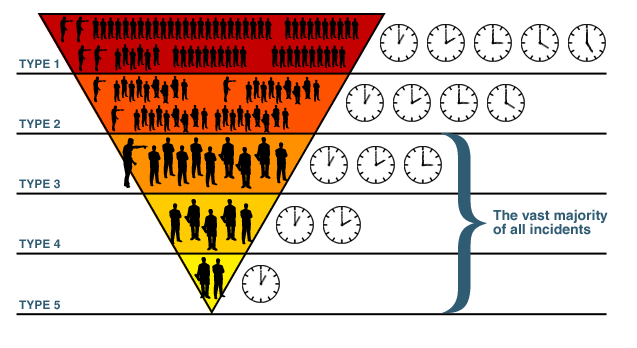 TYPE 1
TYPE 2
TYPE 3
TYPE 4
TYPE 5
The vast majority
of all incidents